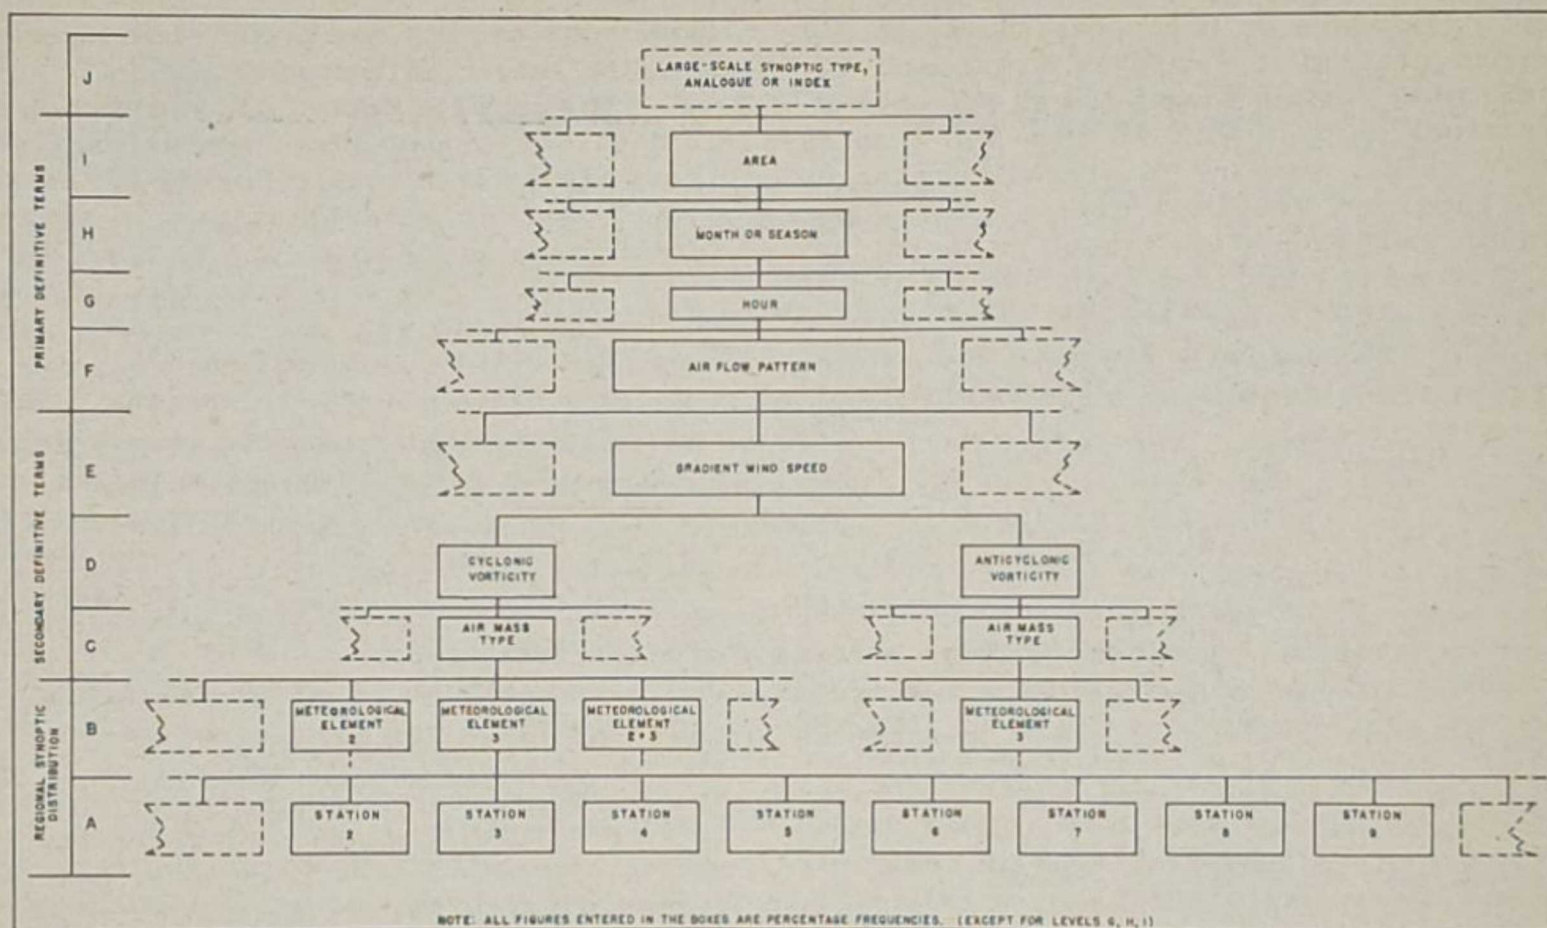 J
LARGE-SCALE SYNOPTIC TYPE,
ANALOGUE OR INDEX
PRIMARY DEFINITIVE TERMS
I
AREA
H
MONTH OR SEASON
G
HOUR
F
AIR FLOW PATTERN
SECONDARY DEFINITIVE TERMS
E
GRADIENT WIND SPEED
D
CYCLONIC
VORTICITY
ANTICYCLONIC
VORTICITY
C
AIR MASS
TYPE
AIR MASS
TYPE
REGIONAL SYNOPTIC
DISTRIBUTION
B
METEOROLOGICAL
ELEMENT
2
METEOROLOGICAL
ELEMENT
3
METEOROLOGICAL
ELEMENT
2+3
METEOROLOGICAL
ELEMENT
3
A
STATION
2
STATION
3
STATION
4
STATION
5
STATION
6
STATION
7
STATION
8
STATION
9
NOTE: ALL FIGURES ENTERED IN THE BOXES ARE PERCENTAGE FREQUENCIES. (EXCEPT FOR LEVELS G, H, I)